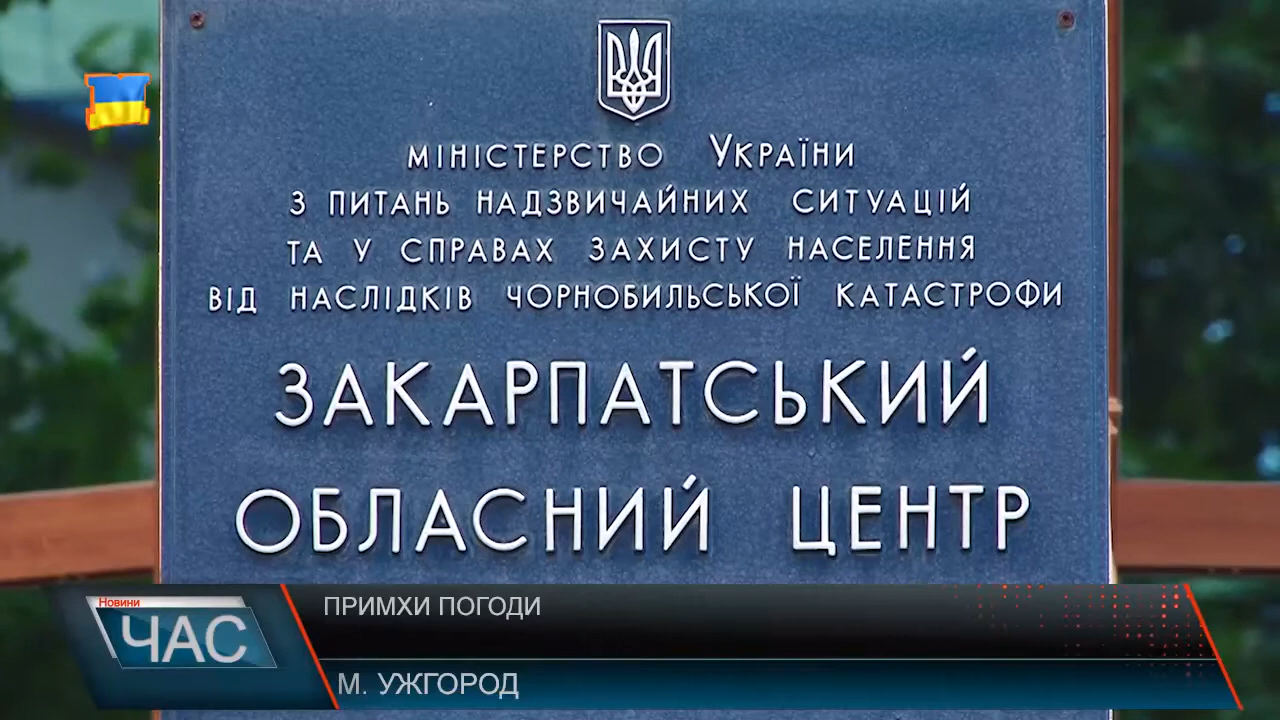 МІНІСТЕРСТВО УКРАЇНИ
З ПИТАНЬ НАДЗВИЧАЙНИХ СИТУАЦІЙ
ТА У СПРАВАХ ЗАХИСТУ НАСЕЛЕННЯ
ВІД НАСЛІДКІВ ЧОРНОБИЛЬСЬКОЇ КАТАСТРОФИ
ЗАКАРПАТСЬКИЙ
ОБЛАСНИЙ ЦЕНТР
Новини
ЧАС
ПРИМХИ ПОГОДИ
М. УЖГОРОД